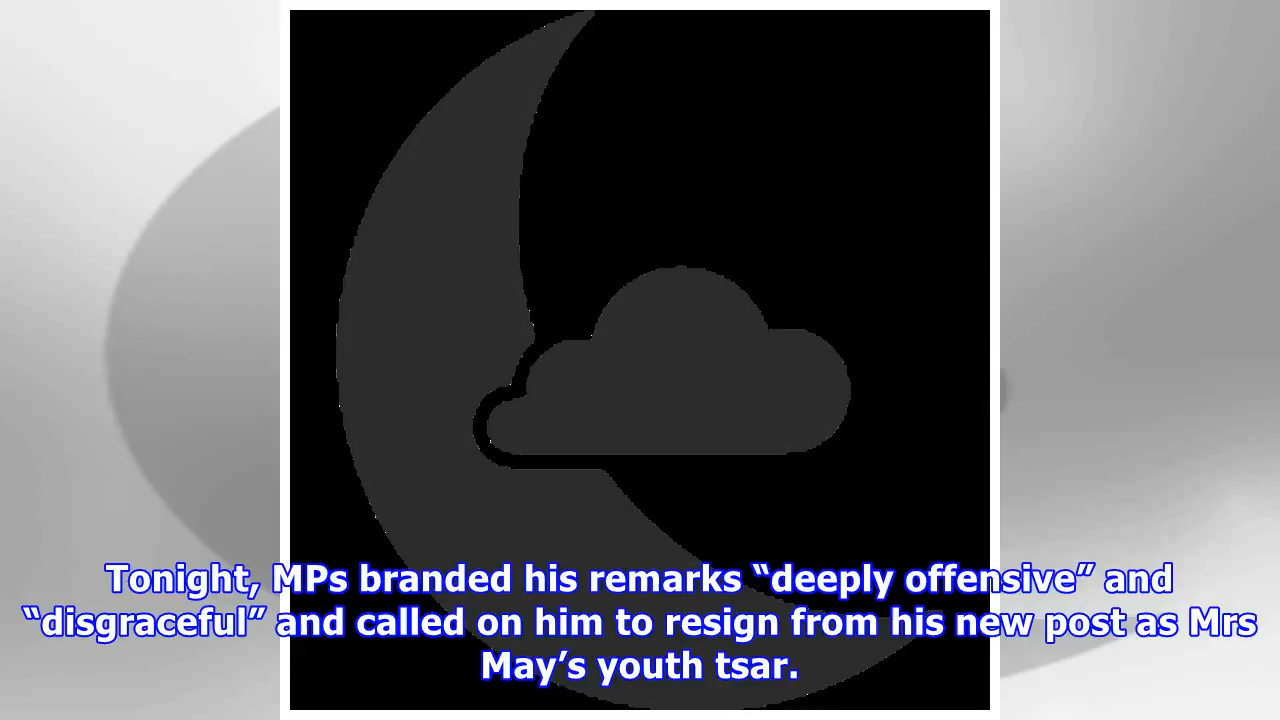 Tonight, MPs branded his remarks “deeply offensive” and
“disgraceful” and called on him to resign from his new post as Mrs
May’s youth tsar.